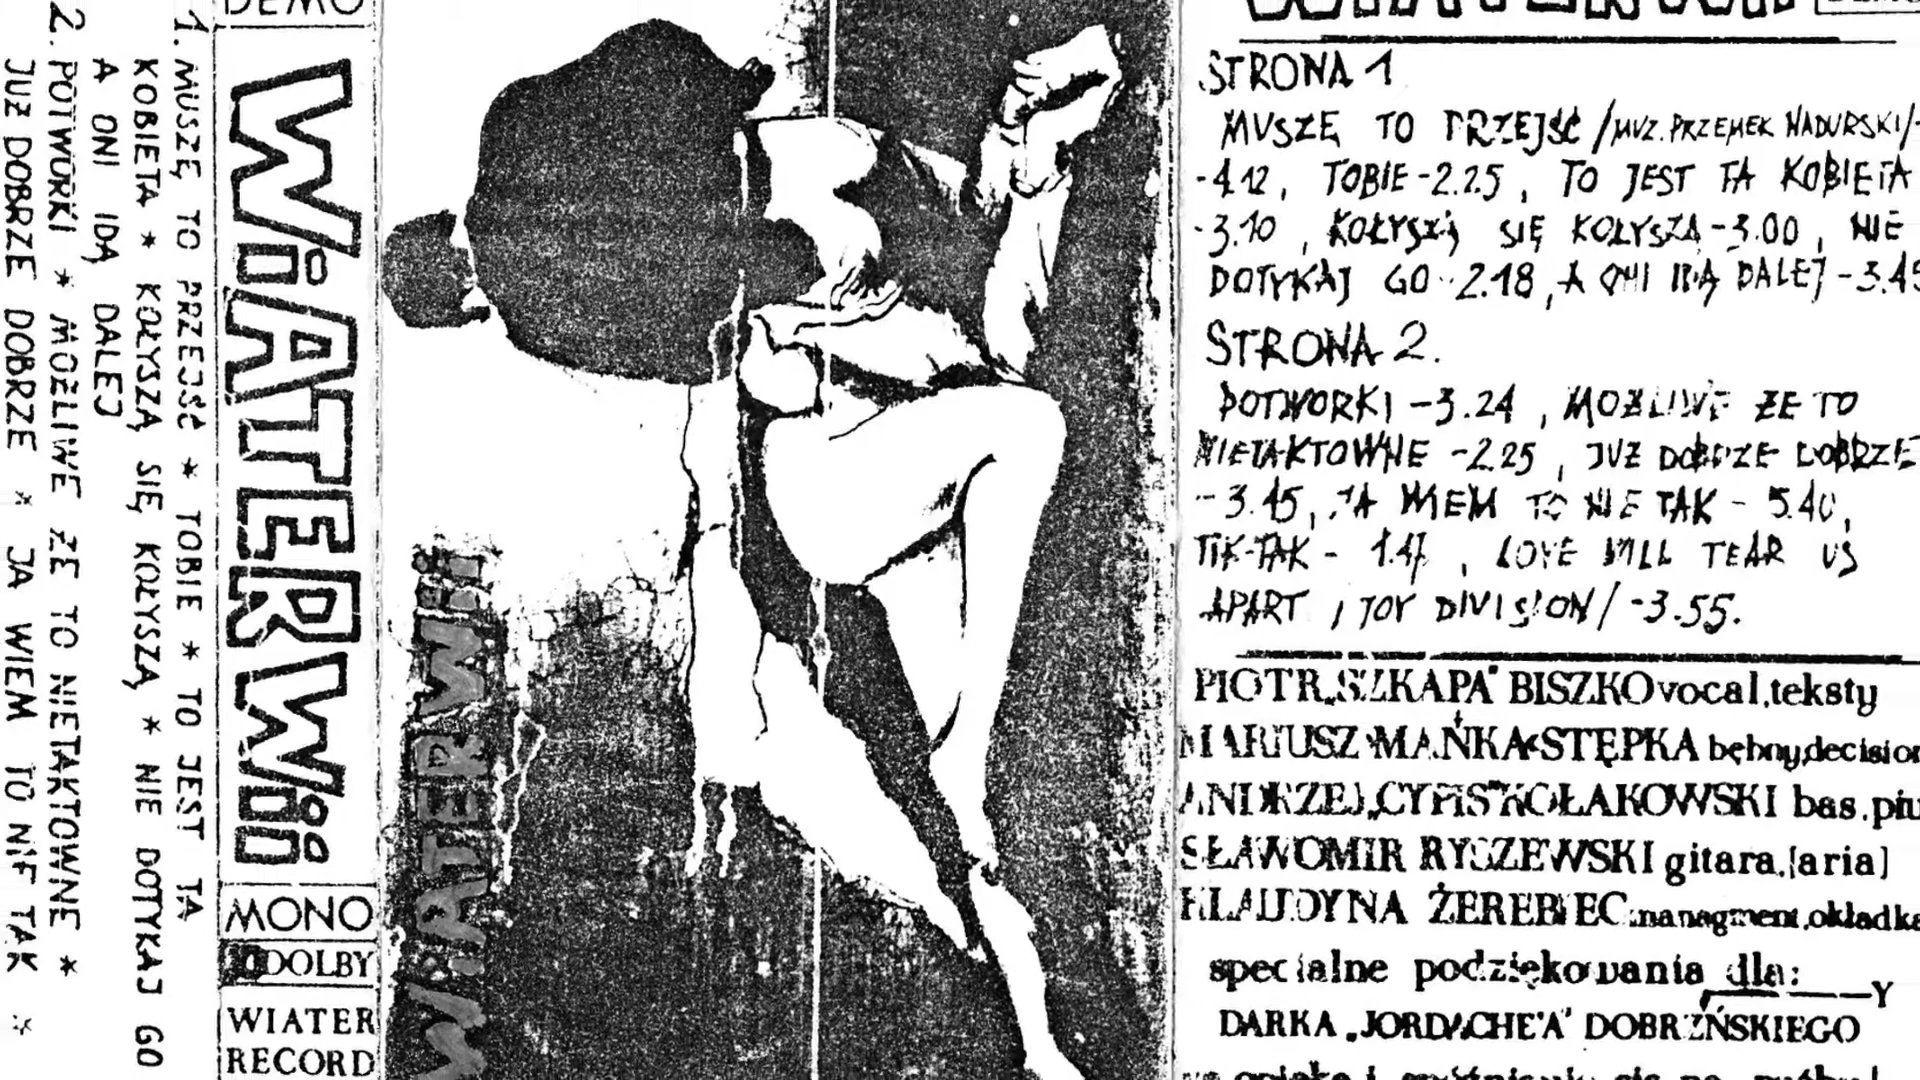 DEMO
1. MUSZĘ TO PRZEJŚĆ * TOBIE * TO JEST TA
KOBIETA * KOŁYSZĄ SIĘ KOŁYSZĄ * NIE DOTYKAJ GO
A ONI IDĄ DALEJ
2. POTWORKI * MOŻLIWE ŻE TO NIETAKTOWNE *
JUŻ DOBRZE DOBRZE * JA WIEM TO NIE TAK *
WiATERWii
MONO
DOLBY
WIATER
RECORD
WiATERWii
STRONA 1
MUSZĘ TO PRZEJŚĆ /MUZ. PRZEMEK NADURSKI/-
-4.12, TOBIE -2.25, TO JEST TA KOBIETA
-3.10, KOŁYSZĄ SIĘ KOŁYSZĄ -3.00, NIE
DOTYKAJ GO -2.18, A ONI IDĄ DALEJ -3.45
STRONA 2.
POTWORKI -3.24, MOŻLIWE ŻE TO
NIETAKTOWNE -2.25, JUŻ DOBRZE DOBRZE
-3.45, JA WIEM TO NIE TAK - 5.40,
TIK-TAK - 1.47, LOVE WILL TEAR US
APART / JOY DIVISION/ -3.55.
PIOTR „SZKAPA" BISZKO vocal, teksty
MARIUSZ MAŃKA STĘPKA bębny, decision
ANDRZEJ „CYPIS" KOŁAKOWSKI bas,
SŁAWOMIR RYSZEWSKI gitara, [aria]
KLAUDYNA ŻEREBIEC managment, okładka
specialne podziękowania dla:
DARKA „JORDACHE'A" DOBRZYŃSKIEGO